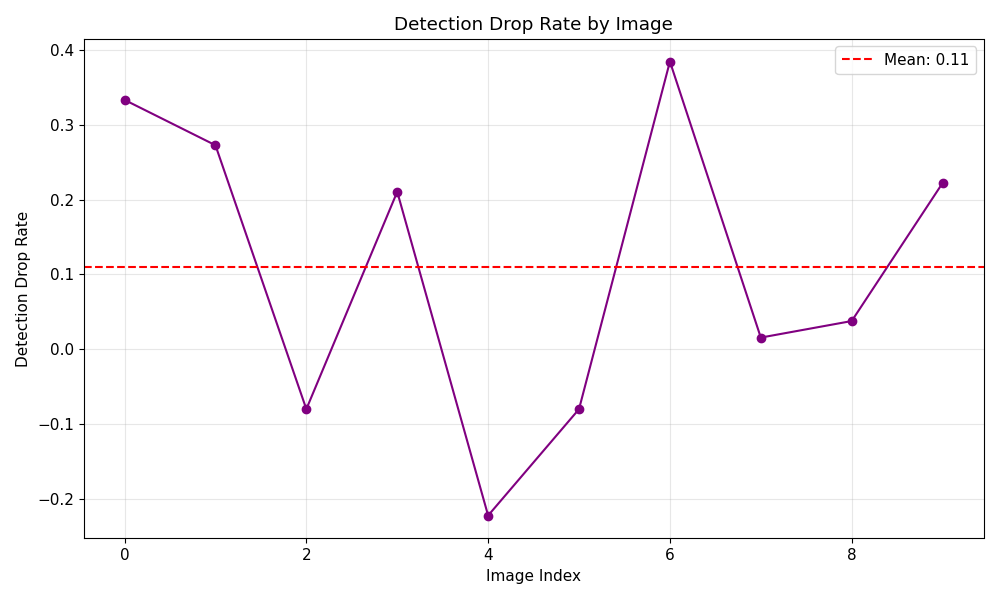 Detection Drop Rate by Image
Mean: 0.11
Detection Drop Rate
0.4
0.3
0.2
0.1
0.0
−0.1
−0.2
0 2 4 6 8
Image Index